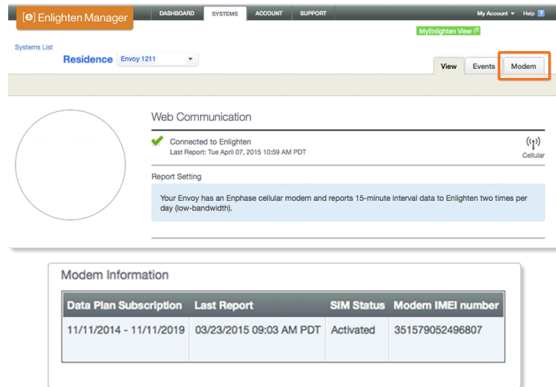 [e] Enlighten Manager
DASHBOARD SYSTEMS ACCOUNT SUPPORT My Account Help ?
MyEnlighten View
Systems List
Residence Envoy 1211
View Events Modem
Web Communication
Connected to Enlighten
Last Report: Tue April 07, 2015 10:59 AM PDT
Cellular
Report Setting
Your Envoy has an Enphase cellular modem and reports 15-minute interval data to Enlighten two times per
day (low-bandwidth).
Modem Information
Data Plan Subscription Last Report SIM Status Modem IMEI number
11/11/2014 - 11/11/2019 03/23/2015 09:03 AM PDT Activated 351579052496807